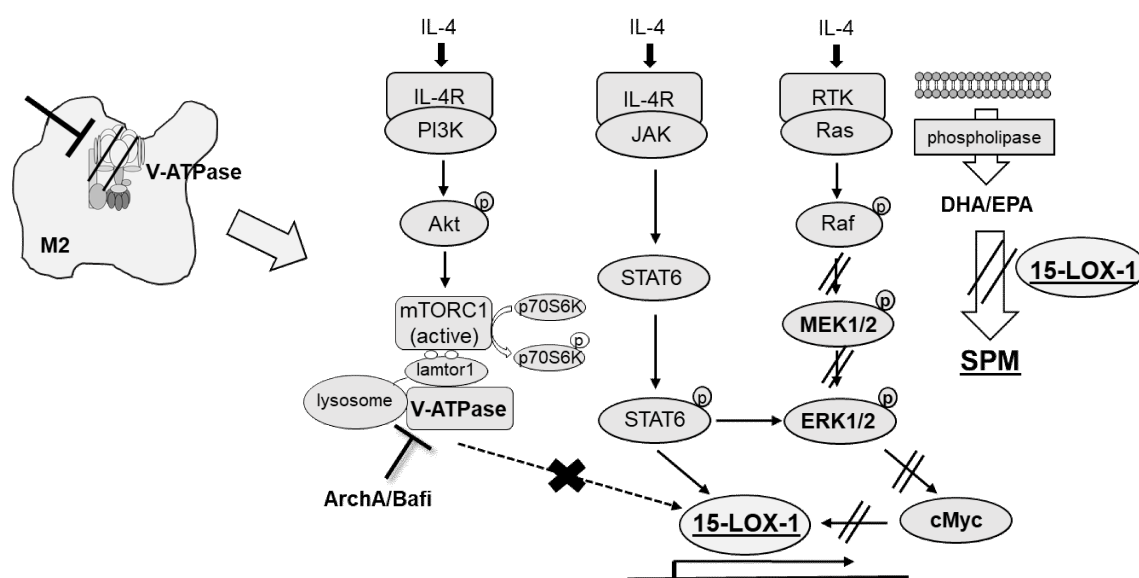 IL-4
IL-4
IL-4
IL-4R
PI3K
IL-4R
JAK
RTK
Ras
phospholipase
V-ATPase
M2
Akt
p
Raf
p
DHA/EPA
STAT6
15-LOX-1
mTORC1
(active)
p70S6K
p
p70S6K
MEK1/2
p
SPM
lamtor1
lysosome
V-ATPase
STAT6
p
ERK1/2
p
ArchA/Bafi
15-LOX-1
cMyc